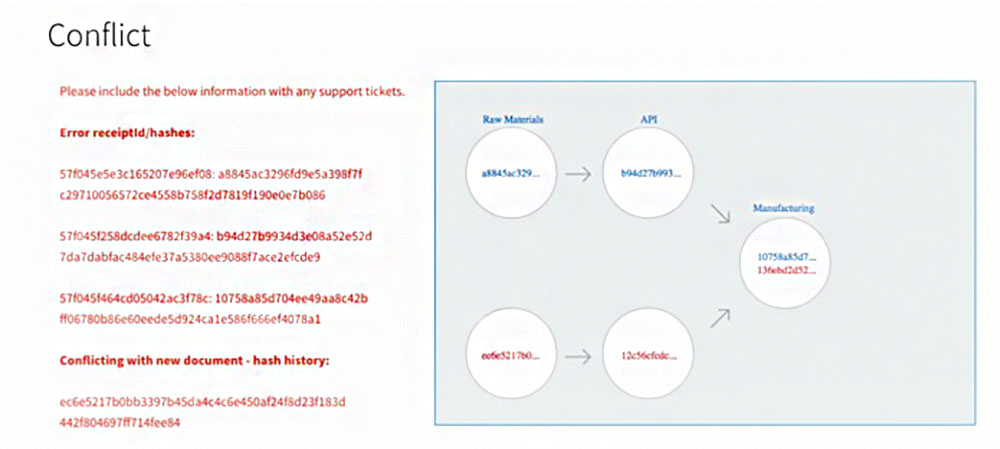 Conflict
Please include the below information with any support tickets.
Error receiptId/hashes:
57f045e5e3c165207e96ef08: a8845ac3296fd9e5a398f7f
c29710056572ce4558b758f2d7819f190e0e7b086
57f045f258dcdee6782f39a4: b94d27b9934d3e08a52e52d
7da7dabfac484efe37a5380ee9088f7ace2efcde9
57f045f464cd05042ac3f78c: 10758a85d704ee49aa8c42b
ff06780b86e60eede5d924ca1e586f666ef4078a1
Conflicting with new document - hash history:
ec6e5217b0bb3397b45da4c4c6e450af24f8d23f183d
442f804697ff714fee84
Raw Materials
API
a8845ac329...
b94d27b993...
Manufacturing
10758a85d7...
136ebd2d52...
ec6e5217b0...
12c56cfcdc...